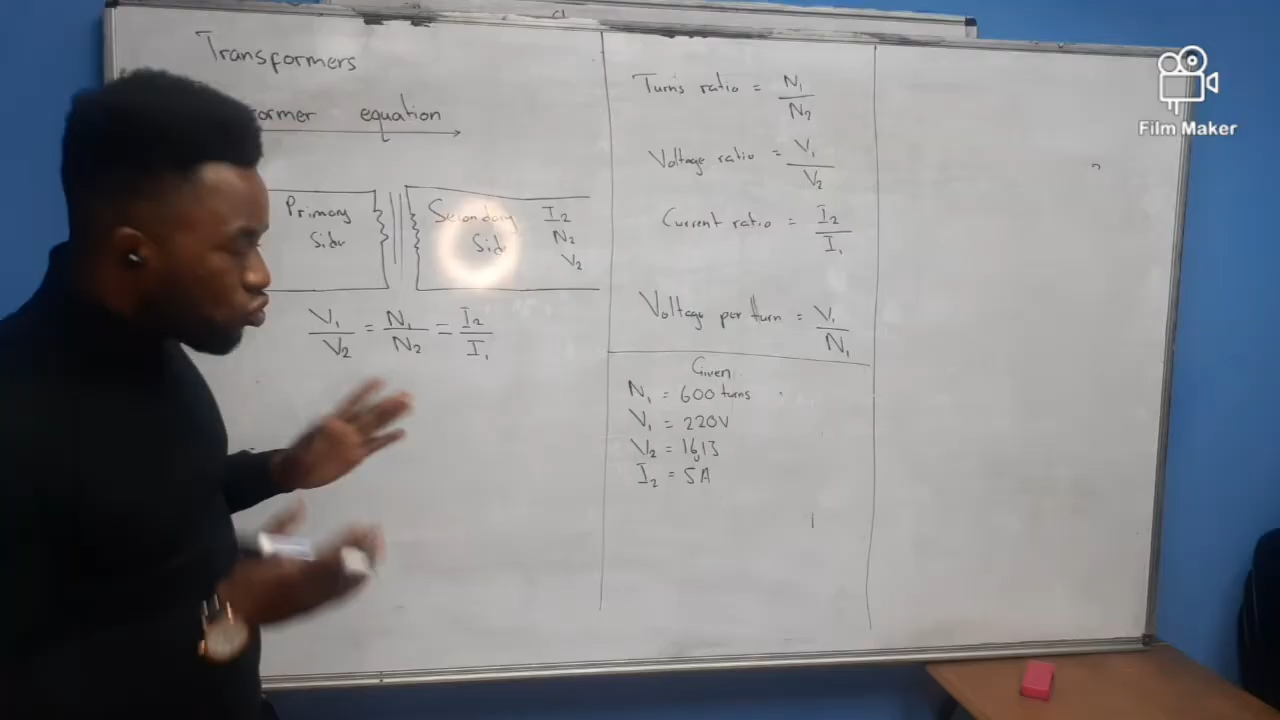 Transformers
former equation
Primary
Side
Secondary
Side
I2
N2
V2
V1/V2 = N1/N2 = I2/I1
Turns ratio = N1/N2
Voltage ratio = V1/V2
Current ratio = I2/I1
Voltage per turn = V1/N1
Given
N1 = 600 turns
V1 = 220V
V2 = 1613
I2 = 5A
Film Maker